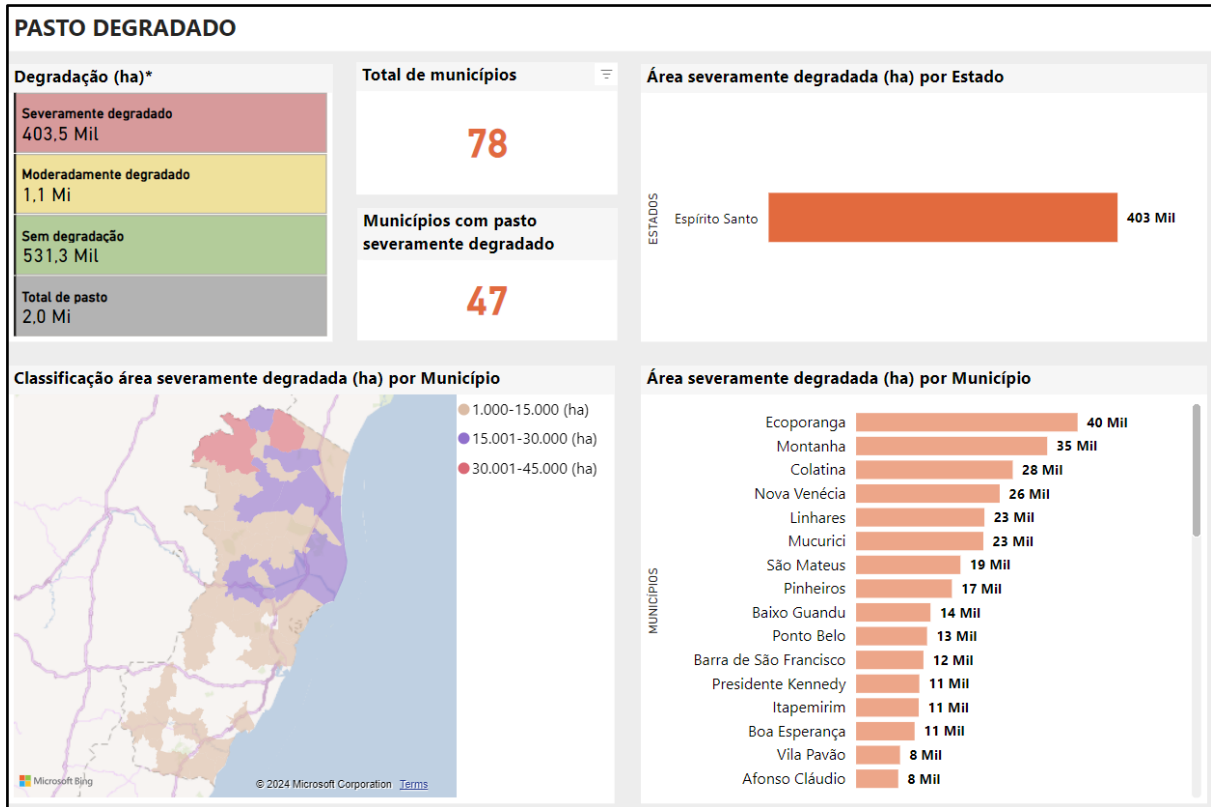 PASTO DEGRADADO
Degradação (ha)*
Severamente degradado
403,5 Mil
Moderadamente degradado
1,1 Mi
Sem degradação
531,3 Mil
Total de pasto
2,0 Mi
Total de municípios
78
Municípios com pasto
severamente degradado
47
Área severamente degradada (ha) por Estado
ESTADOS
Espírito Santo
403 Mil
Classificação área severamente degradada (ha) por Município
1.000-15.000 (ha)
15.001-30.000 (ha)
30.001-45.000 (ha)
Microsoft Bing
© 2024 Microsoft Corporation Terms
Área severamente degradada (ha) por Município
MUNICÍPIOS
Ecoporanga 40 Mil
Montanha 35 Mil
Colatina 28 Mil
Nova Venécia 26 Mil
Linhares 23 Mil
Mucurici 23 Mil
São Mateus 19 Mil
Pinheiros 17 Mil
Baixo Guandu 14 Mil
Ponto Belo 13 Mil
Barra de São Francisco 12 Mil
Presidente Kennedy 11 Mil
Itapemirim 11 Mil
Boa Esperança 11 Mil
Vila Pavão 8 Mil
Afonso Cláudio 8 Mil